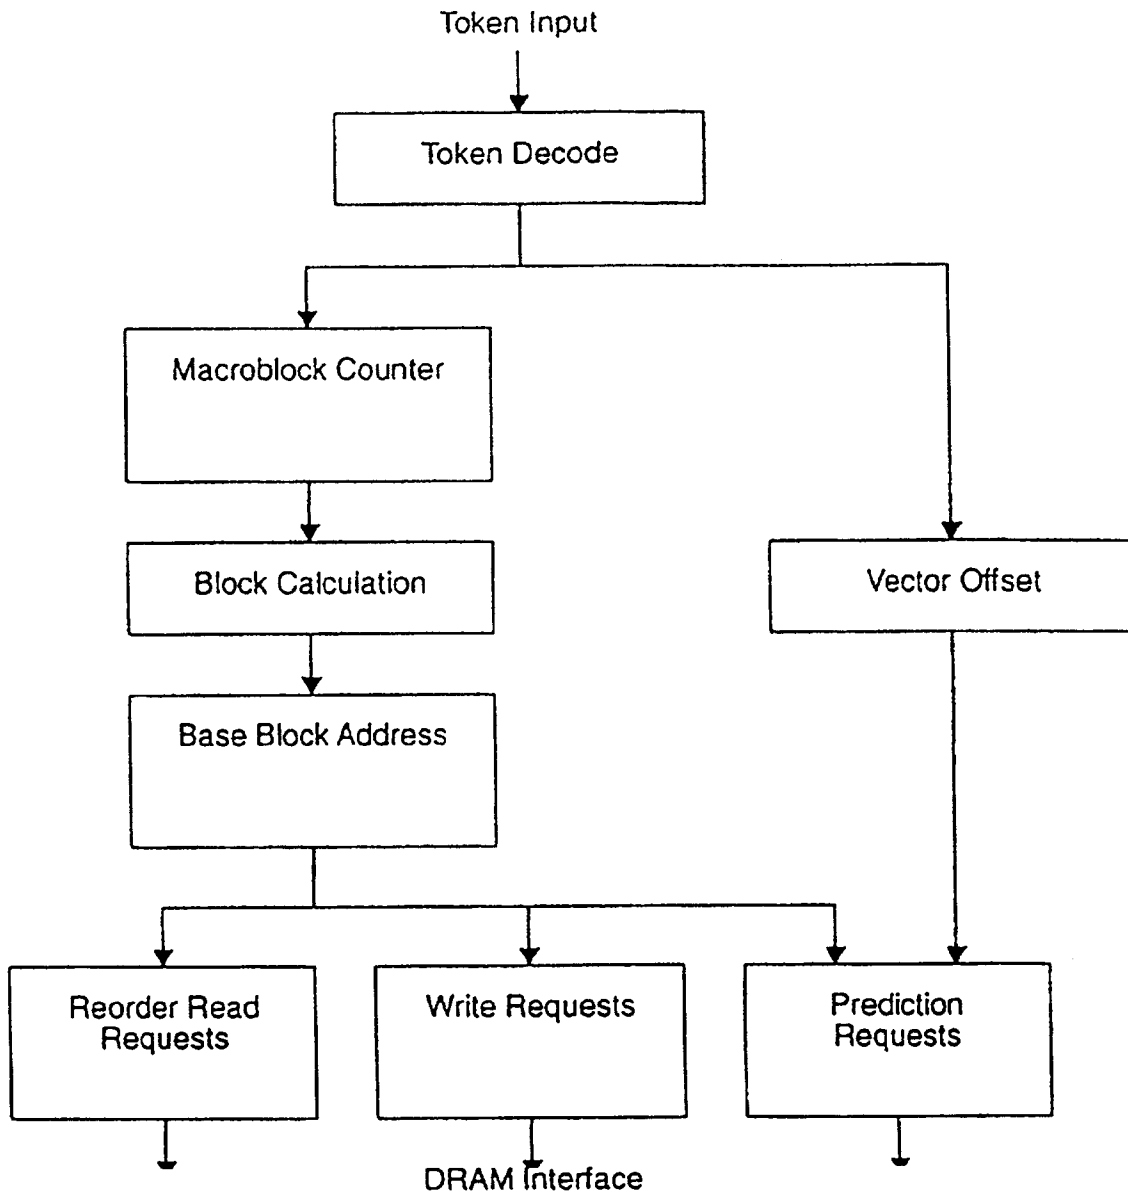 Token Input
Token Decode
Macroblock Counter
Block Calculation
Vector Offset
Base Block Address
Reorder Read
Requests
Write Requests
Prediction
Requests
DRAM Interface